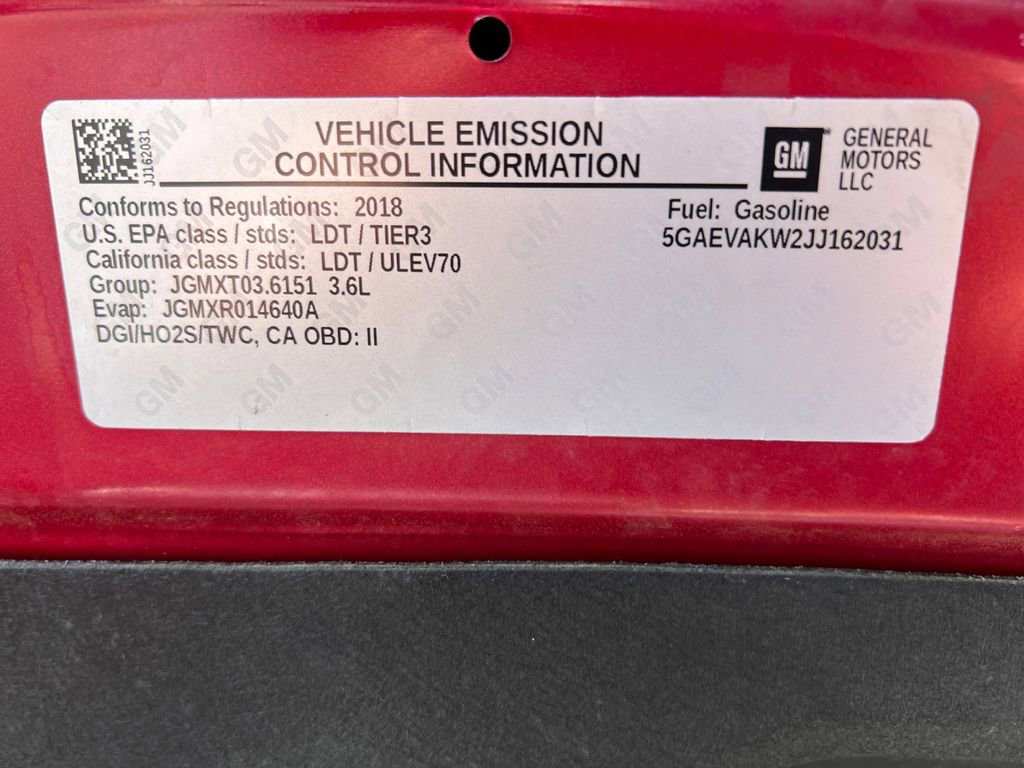 JJ162031
VEHICLE EMISSION
CONTROL INFORMATION
GM
GENERAL
MOTORS
LLC
Conforms to Regulations: 2018
U.S. EPA class / stds: LDT / TIER3
California class / stds: LDT / ULEV70
Group: JGMXT03.6151 3.6L
Evap: JGMXR014640A
DGI/HO2S/TWC, CA OBD: II
Fuel: Gasoline
5GAEVAKW2JJ162031